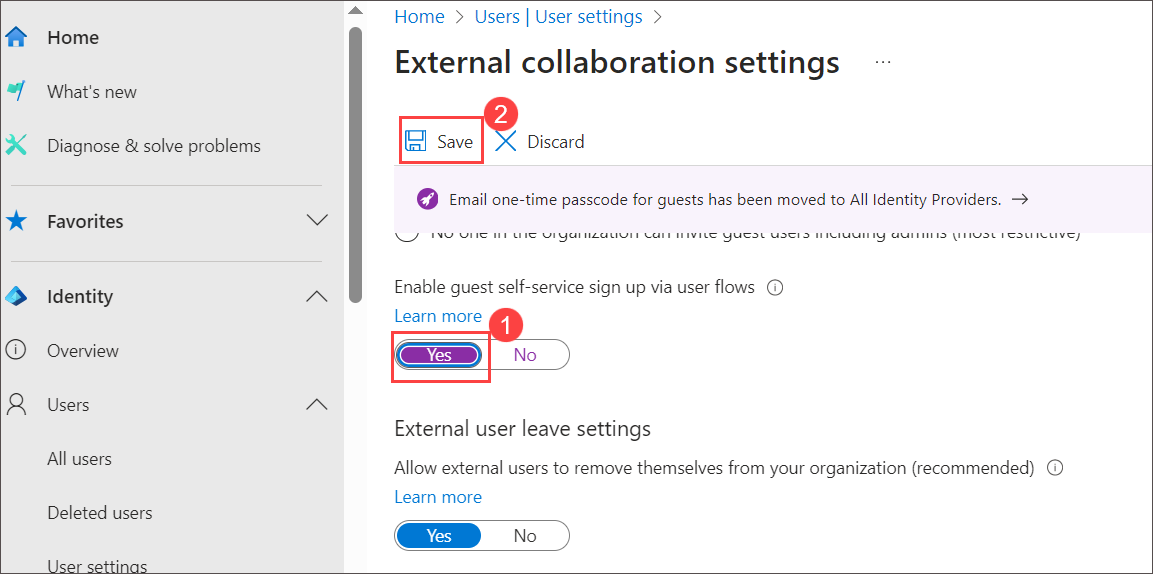 Home
What's new
Diagnose & solve problems
Favorites
Identity
Overview
Users
All users
Deleted users
User settings
Home > Users | User settings >
External collaboration settings ...
2
Save Discard
Email one-time passcode for guests has been moved to All Identity Providers. →
No one in the organization can invite guest users including admins (most restrictive)
Enable guest self-service sign up via user flows
Learn more
1
Yes No
External user leave settings
Allow external users to remove themselves from your organization (recommended)
Learn more
Yes No